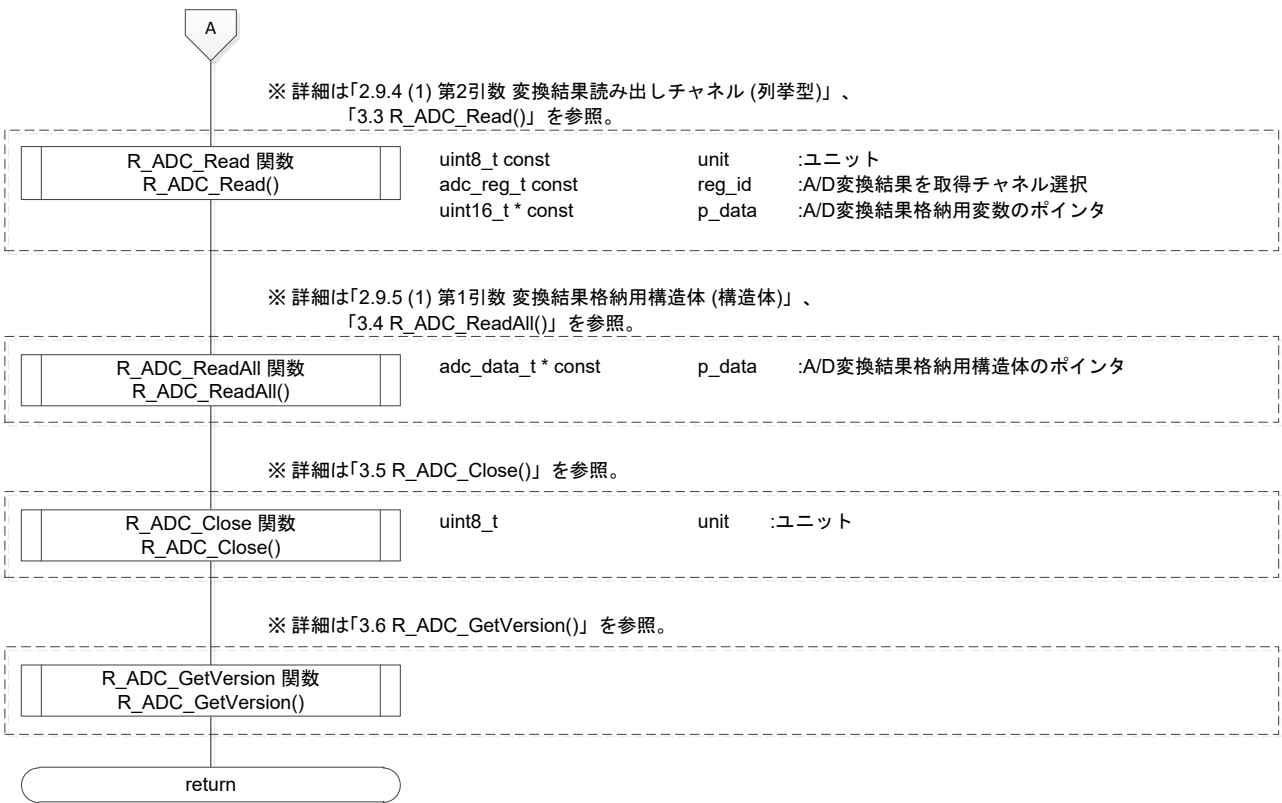 A
※ 詳細は「2.9.4 (1) 第2引数 変換結果読み出しチャネル (列挙型)」、
「3.3 R_ADC_Read()」を参照。
R_ADC_Read 関数
R_ADC_Read()
uint8_t const unit :ユニット
adc_reg_t const reg_id :A/D変換結果を取得チャネル選択
uint16_t * const p_data :A/D変換結果格納用変数のポインタ
※ 詳細は「2.9.5 (1) 第1引数 変換結果格納用構造体 (構造体)」、
「3.4 R_ADC_ReadAll()」を参照。
R_ADC_ReadAll 関数
R_ADC_ReadAll()
adc_data_t * const p_data :A/D変換結果格納用構造体のポインタ
※ 詳細は「3.5 R_ADC_Close()」を参照。
R_ADC_Close 関数
R_ADC_Close()
uint8_t unit :ユニット
※ 詳細は「3.6 R_ADC_GetVersion()」を参照。
R_ADC_GetVersion 関数
R_ADC_GetVersion()
return